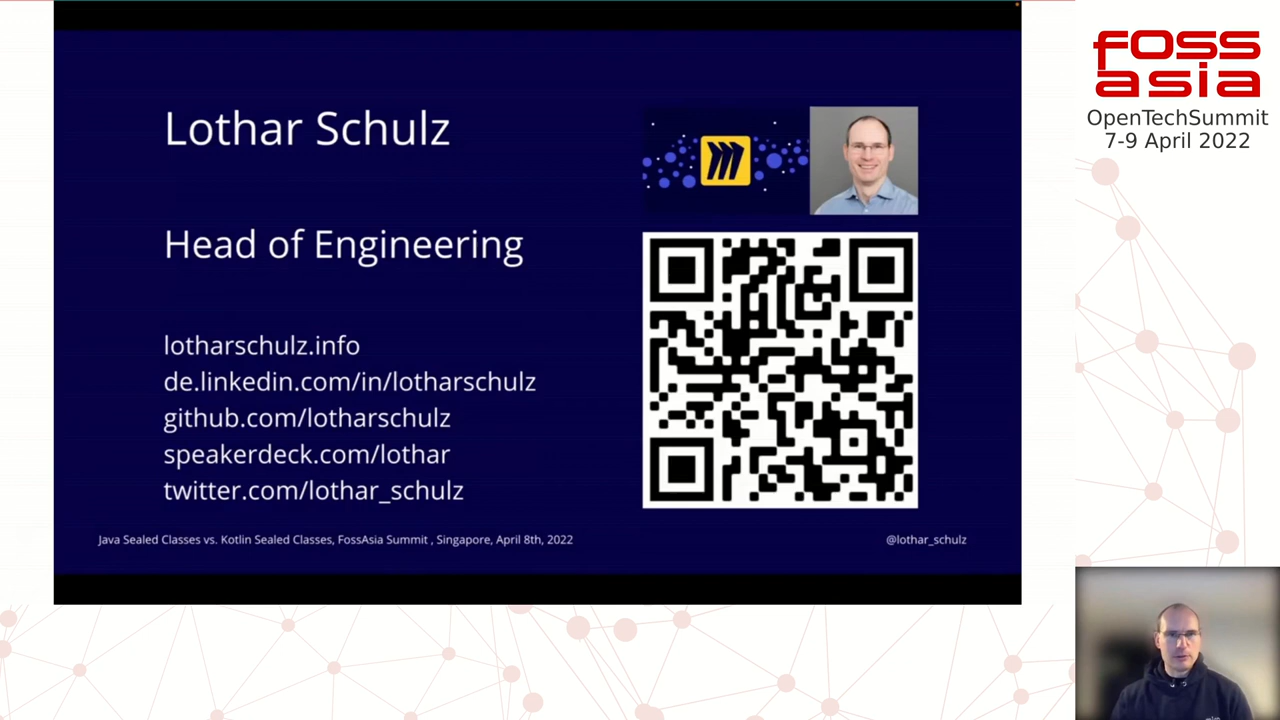 Lothar Schulz
Head of Engineering
lotharschulz.info
de.linkedin.com/in/lotharschulz
github.com/lotharschulz
speakerdeck.com/lothar
twitter.com/lothar_schulz
Java Sealed Classes vs. Kotlin Sealed Classes, FossAsia Summit , Singapore, April 8th, 2022
@lothar_schulz
foss
asia
OpenTechSummit
7-9 April 2022